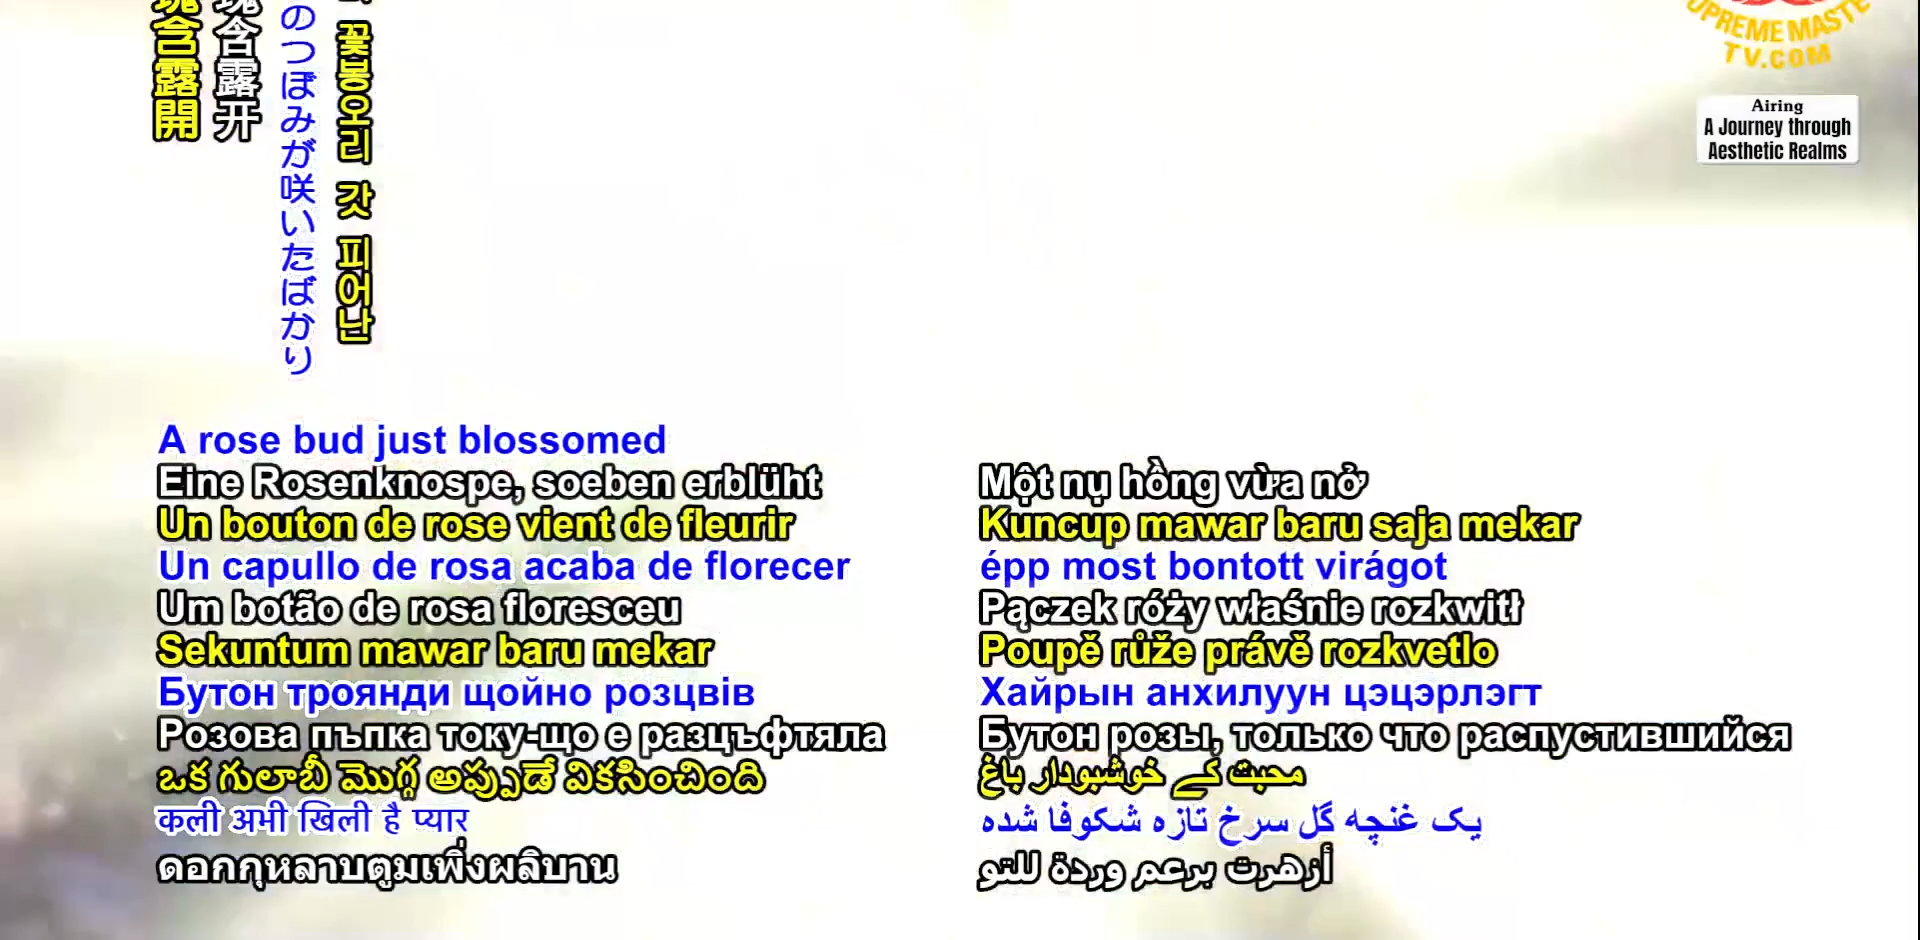 瑰含露開
瑰含露开
のつぼみが咲いたばかり
꽃봉오리 갓 피어난
SUPREME MASTER
TV.COM
Airing
A Journey through
Aesthetic Realms
A rose bud just blossomed
Eine Rosenknospe, soeben erblüht
Un bouton de rose vient de fleurir
Un capullo de rosa acaba de florecer
Um botão de rosa floresceu
Sekuntum mawar baru mekar
Бутон троянди щойно розцвів
Розова пъпка току-що е разцъфтяла
ఒక గులాబీ మొగ్గ అప్పుడే వికసించింది
कली अभी खिली है प्यार
ดอกกุหลาบตูมเพิ่งผลิบาน
Một nụ hồng vừa nở
Kuncup mawar baru saja mekar
épp most bontott virágot
Pączek róży właśnie rozkwitł
Poupě růže právě rozkvetlo
Хайрын анхилуун цэцэрлэгт
Бутон розы, только что распустившийся
محبت کے خوشبودار باغ
یک غنچه گل سرخ تازه شکوفا شده
أزهرت برعم وردة للتو